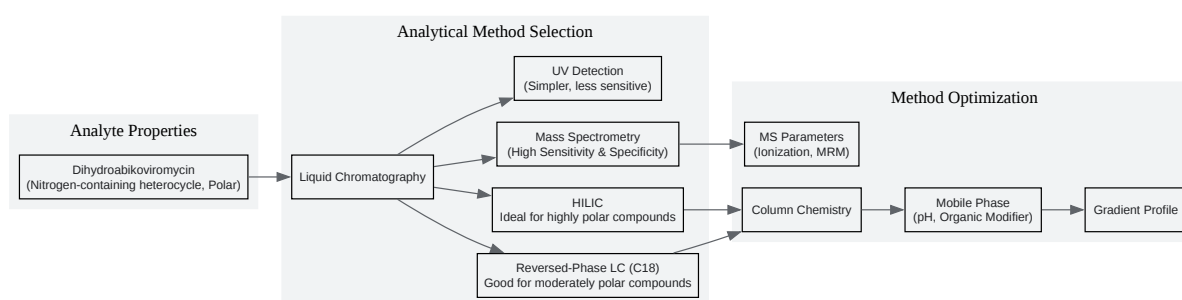 Analytical Method Selection
UV Detection
(Simpler, less sensitive)
Method Optimization
Analyte Properties
Mass Spectrometry
(High Sensitivity & Specificity)
MS Parameters
(Ionization, MRM)
Dihydroabikoviromycin
(Nitrogen-containing heterocycle, Polar)
Liquid Chromatography
HILIC
Ideal for highly polar compounds
Column Chemistry
Mobile Phase
(pH, Organic Modifier)
Gradient Profile
Reversed-Phase LC (C18)
Good for moderately polar compounds